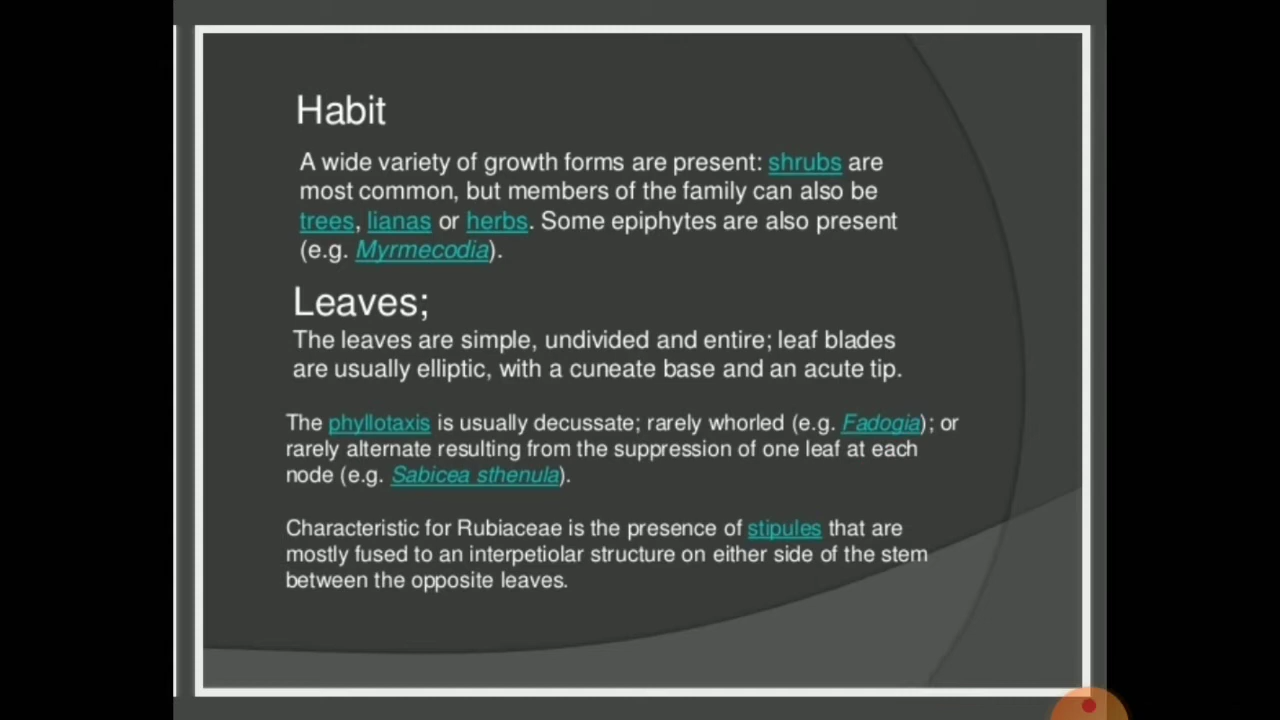 Habit
A wide variety of growth forms are present: shrubs are
most common, but members of the family can also be
trees, lianas or herbs. Some epiphytes are also present
(e.g. Myrmecodia).
Leaves;
The leaves are simple, undivided and entire; leaf blades
are usually elliptic, with a cuneate base and an acute tip.
The phyllotaxis is usually decussate; rarely whorled (e.g. Fadogia); or
rarely alternate resulting from the suppression of one leaf at each
node (e.g. Sabicea sthenula).
Characteristic for Rubiaceae is the presence of stipules that are
mostly fused to an interpetiolar structure on either side of the stem
between the opposite leaves.